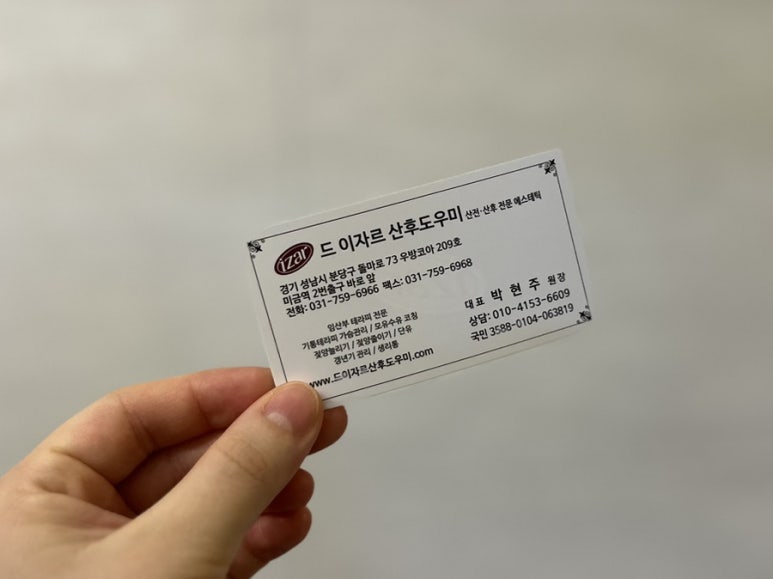 izar 드 이자르 산후도우미 산전·산후 전문 에스테틱
경기 성남시 분당구 돌마로 73 우방코아 209호
미금역 2번출구 바로 앞
전화: 031-759-6966 팩스: 031-759-6968
임산부 테라피 전문
기통테라피 가슴관리 / 모유수유 코칭
젖양늘리기 / 젖양줄이기 / 단유
갱년기 관리 / 생리통
www.드이자르산후도우미.com
대표 박현주 원장
상담: 010-4153-6609
국민 3588-0104-063819